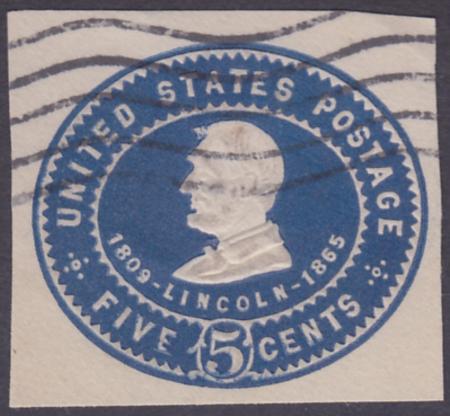 UNITED STATES POSTAGE
1809-LINCOLN-1865
FIVE 5 CENTS